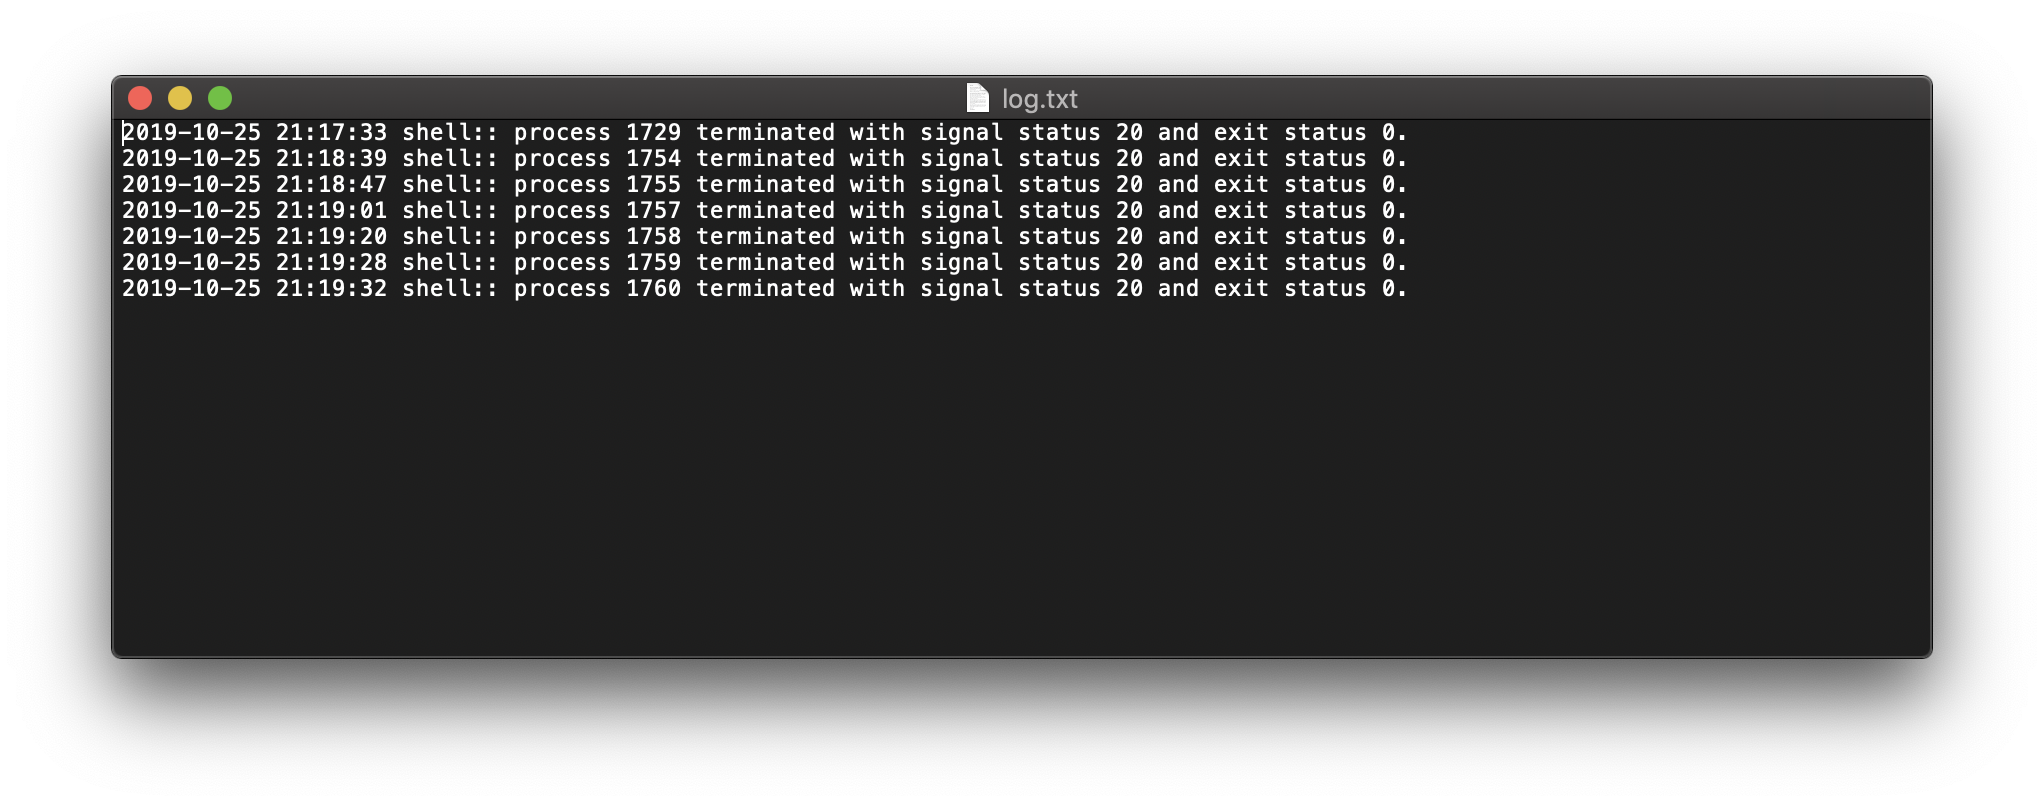 log.txt
2019-10-25 21:17:33 shell:: process 1729 terminated with signal status 20 and exit status 0.
2019-10-25 21:18:39 shell:: process 1754 terminated with signal status 20 and exit status 0.
2019-10-25 21:18:47 shell:: process 1755 terminated with signal status 20 and exit status 0.
2019-10-25 21:19:01 shell:: process 1757 terminated with signal status 20 and exit status 0.
2019-10-25 21:19:20 shell:: process 1758 terminated with signal status 20 and exit status 0.
2019-10-25 21:19:28 shell:: process 1759 terminated with signal status 20 and exit status 0.
2019-10-25 21:19:32 shell:: process 1760 terminated with signal status 20 and exit status 0.